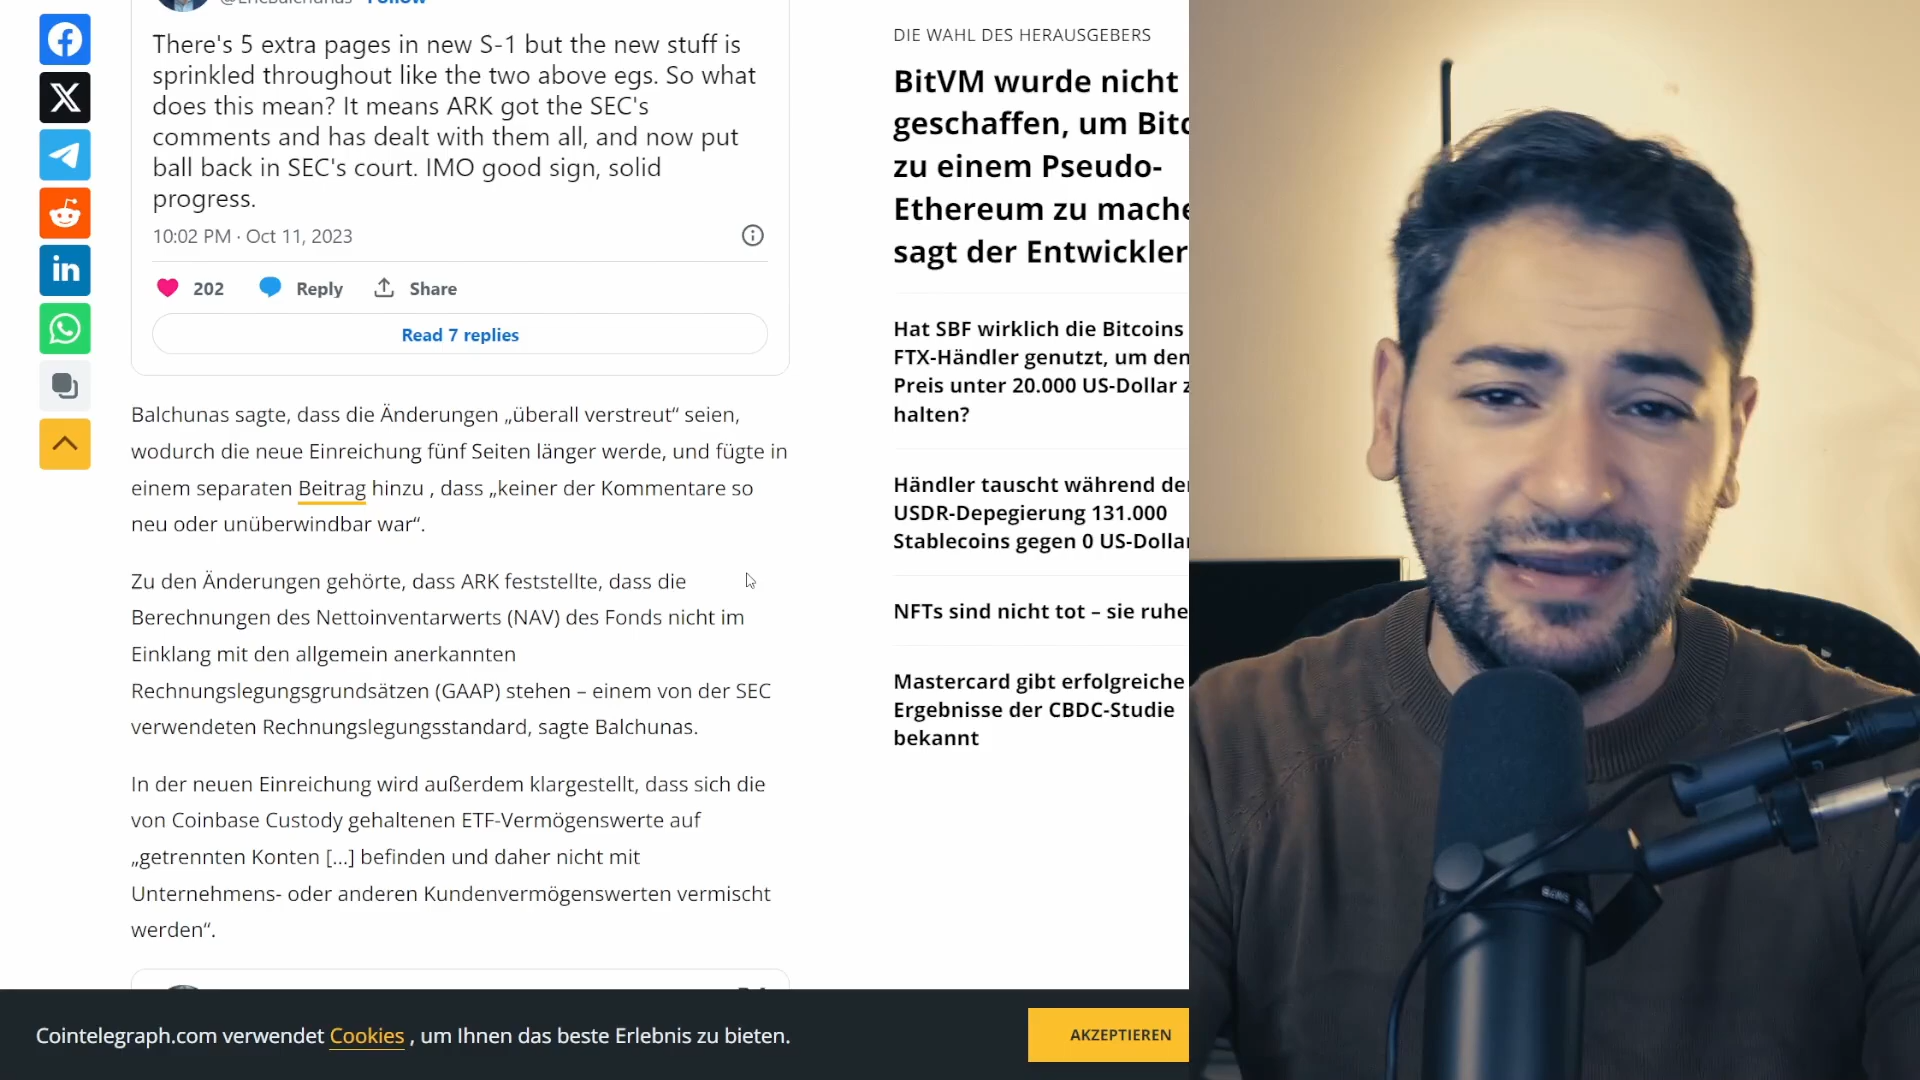 @EricBalchunas · Follow
There's 5 extra pages in new S-1 but the new stuff is
sprinkled throughout like the two above egs. So what
does this mean? It means ARK got the SEC's
comments and has dealt with them all, and now put
ball back in SEC's court. IMO good sign, solid
progress.
10:02 PM · Oct 11, 2023
202 Reply Share
Read 7 replies
Balchunas sagte, dass die Änderungen „überall verstreut“ seien,
wodurch die neue Einreichung fünf Seiten länger werde, und fügte in
einem separaten Beitrag hinzu , dass „keiner der Kommentare so
neu oder unüberwindbar war“.
Zu den Änderungen gehörte, dass ARK feststellte, dass die
Berechnungen des Nettoinventarwerts (NAV) des Fonds nicht im
Einklang mit den allgemein anerkannten
Rechnungslegungsgrundsätzen (GAAP) stehen – einem von der SEC
verwendeten Rechnungslegungsstandard, sagte Balchunas.
In der neuen Einreichung wird außerdem klargestellt, dass sich die
von Coinbase Custody gehaltenen ETF-Vermögenswerte auf
„getrennten Konten [...] befinden und daher nicht mit
Unternehmens- oder anderen Kundenvermögenswerten vermischt
werden“.
DIE WAHL DES HERAUSGEBERS
BitVM wurde nicht
geschaffen, um Bitc
zu einem Pseudo-
Ethereum zu mache
sagt der Entwickler
Hat SBF wirklich die Bitcoins
FTX-Händler genutzt, um den
Preis unter 20.000 US-Dollar z
halten?
Händler tauscht während der
USDR-Depegierung 131.000
Stablecoins gegen 0 US-Dollar
NFTs sind nicht tot – sie ruhe
Mastercard gibt erfolgreiche
Ergebnisse der CBDC-Studie
bekannt
Cointelegraph.com verwendet Cookies , um Ihnen das beste Erlebnis zu bieten.
AKZEPTIEREN